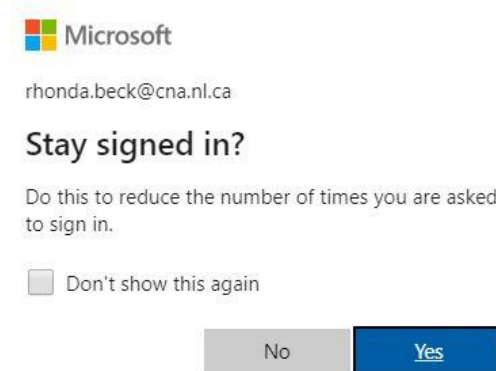 Microsoft
rhonda.beck@cna.nl.ca
Stay signed in?
Do this to reduce the number of times you are asked
to sign in.
Don't show this again
No
Yes